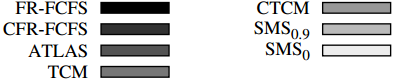 FR-FCFS
CFR-FCFS
ATLAS
TCM
CTCM
SMS0.9
SMS0